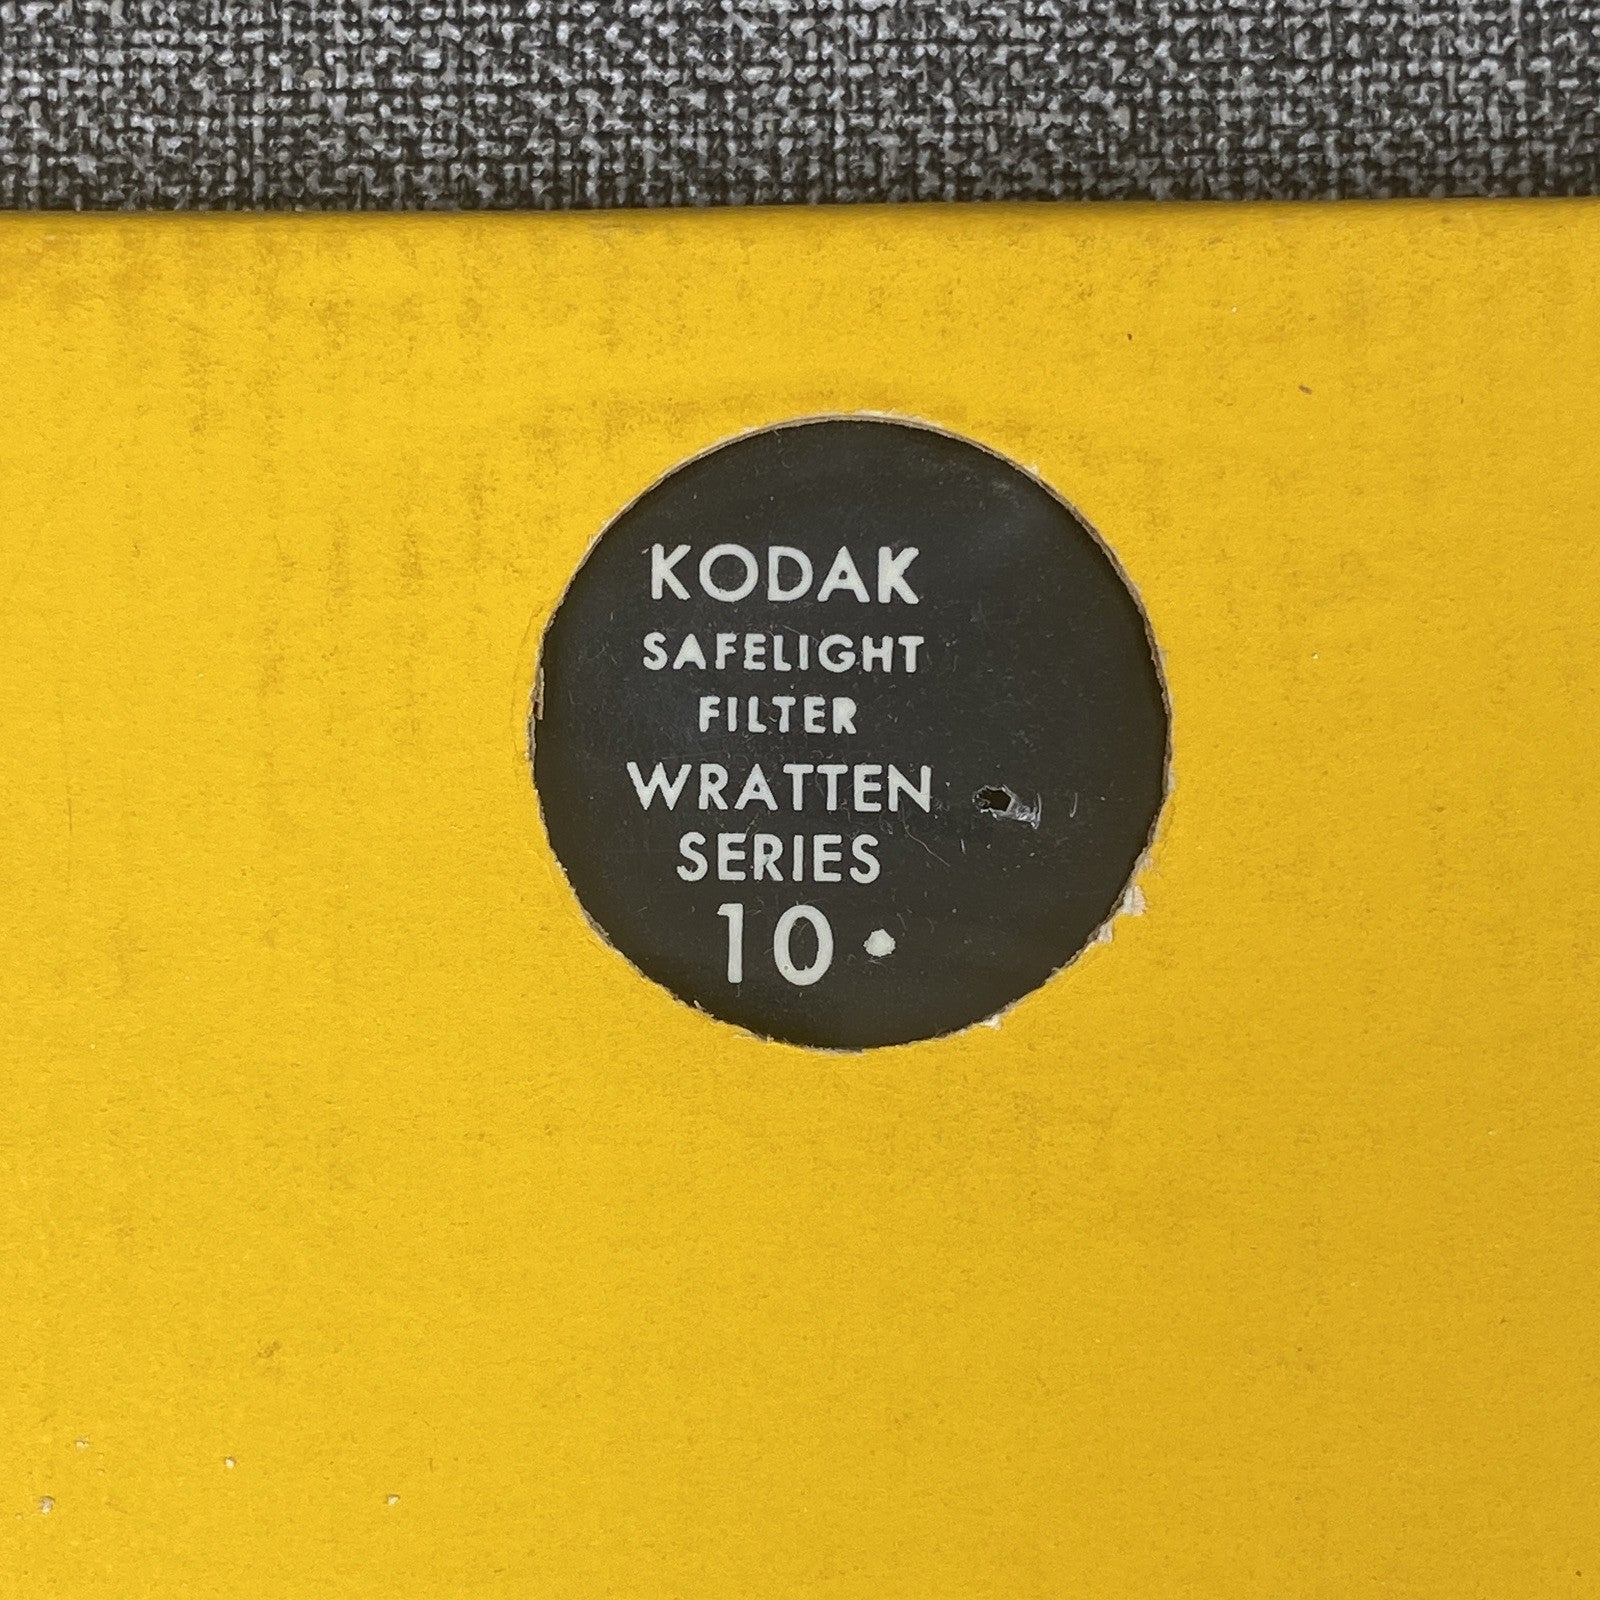 KODAK
SAFELIGHT
FILTER
WRATTEN
SERIES
10 •